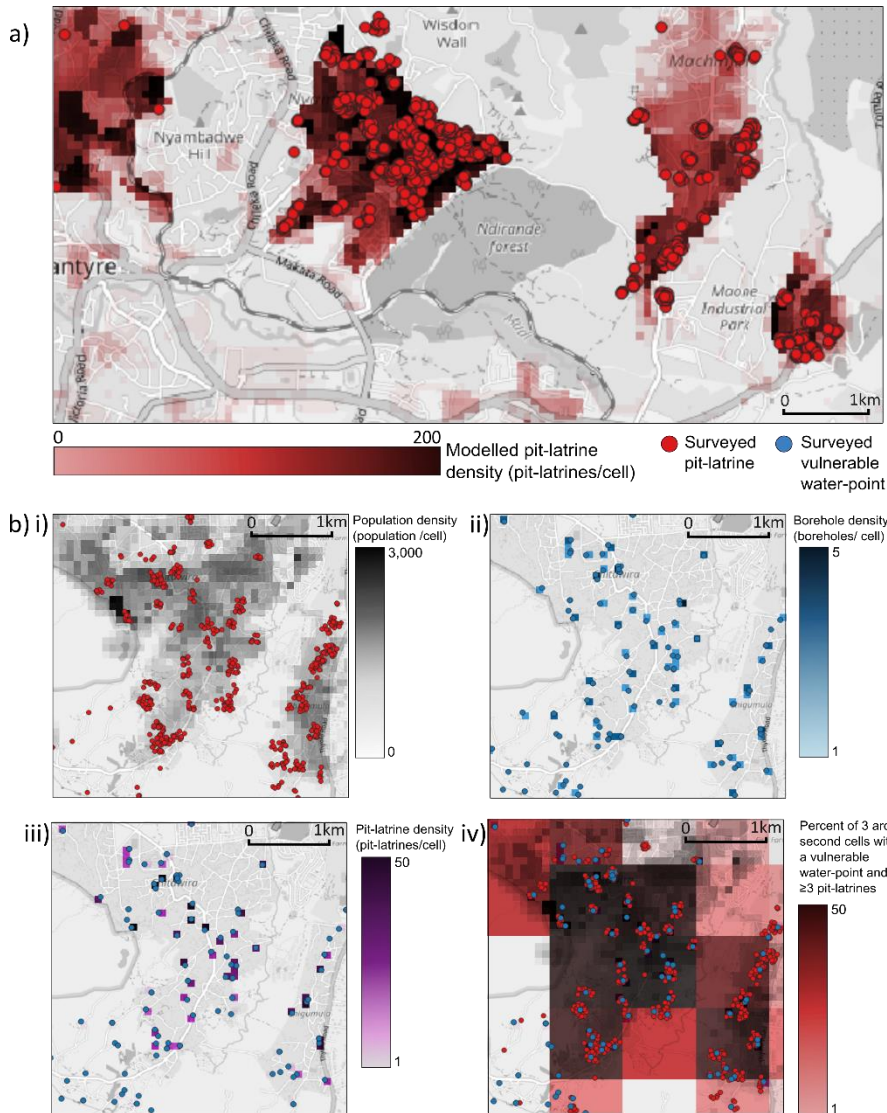 a)
Wisdom
Wall
Chileka Road
Machinjiri
Nyambadwe
Hill
Chileka Road
Ndirande
forest
antyre
Makata Road
Maone
Industrial
Park
Victoria Road
1km
0
0
200
Modelled pit-latrine
density (pit-latrines/cell)
Surveyed
pit-latrine
Surveyed
vulnerable
water-point
b) i)
0
1km
Population density
(population /cell)
3,000
0
ii)
0
1km
Borehole density
(boreholes/ cell)
5
1
iii)
0
1km
Pit-latrine density
(pit-latrines/cell)
50
1
iv)
0
1km
Percent of 3 arc
second cells wit
a vulnerable
water-point and
≥3 pit-latrines
50
1